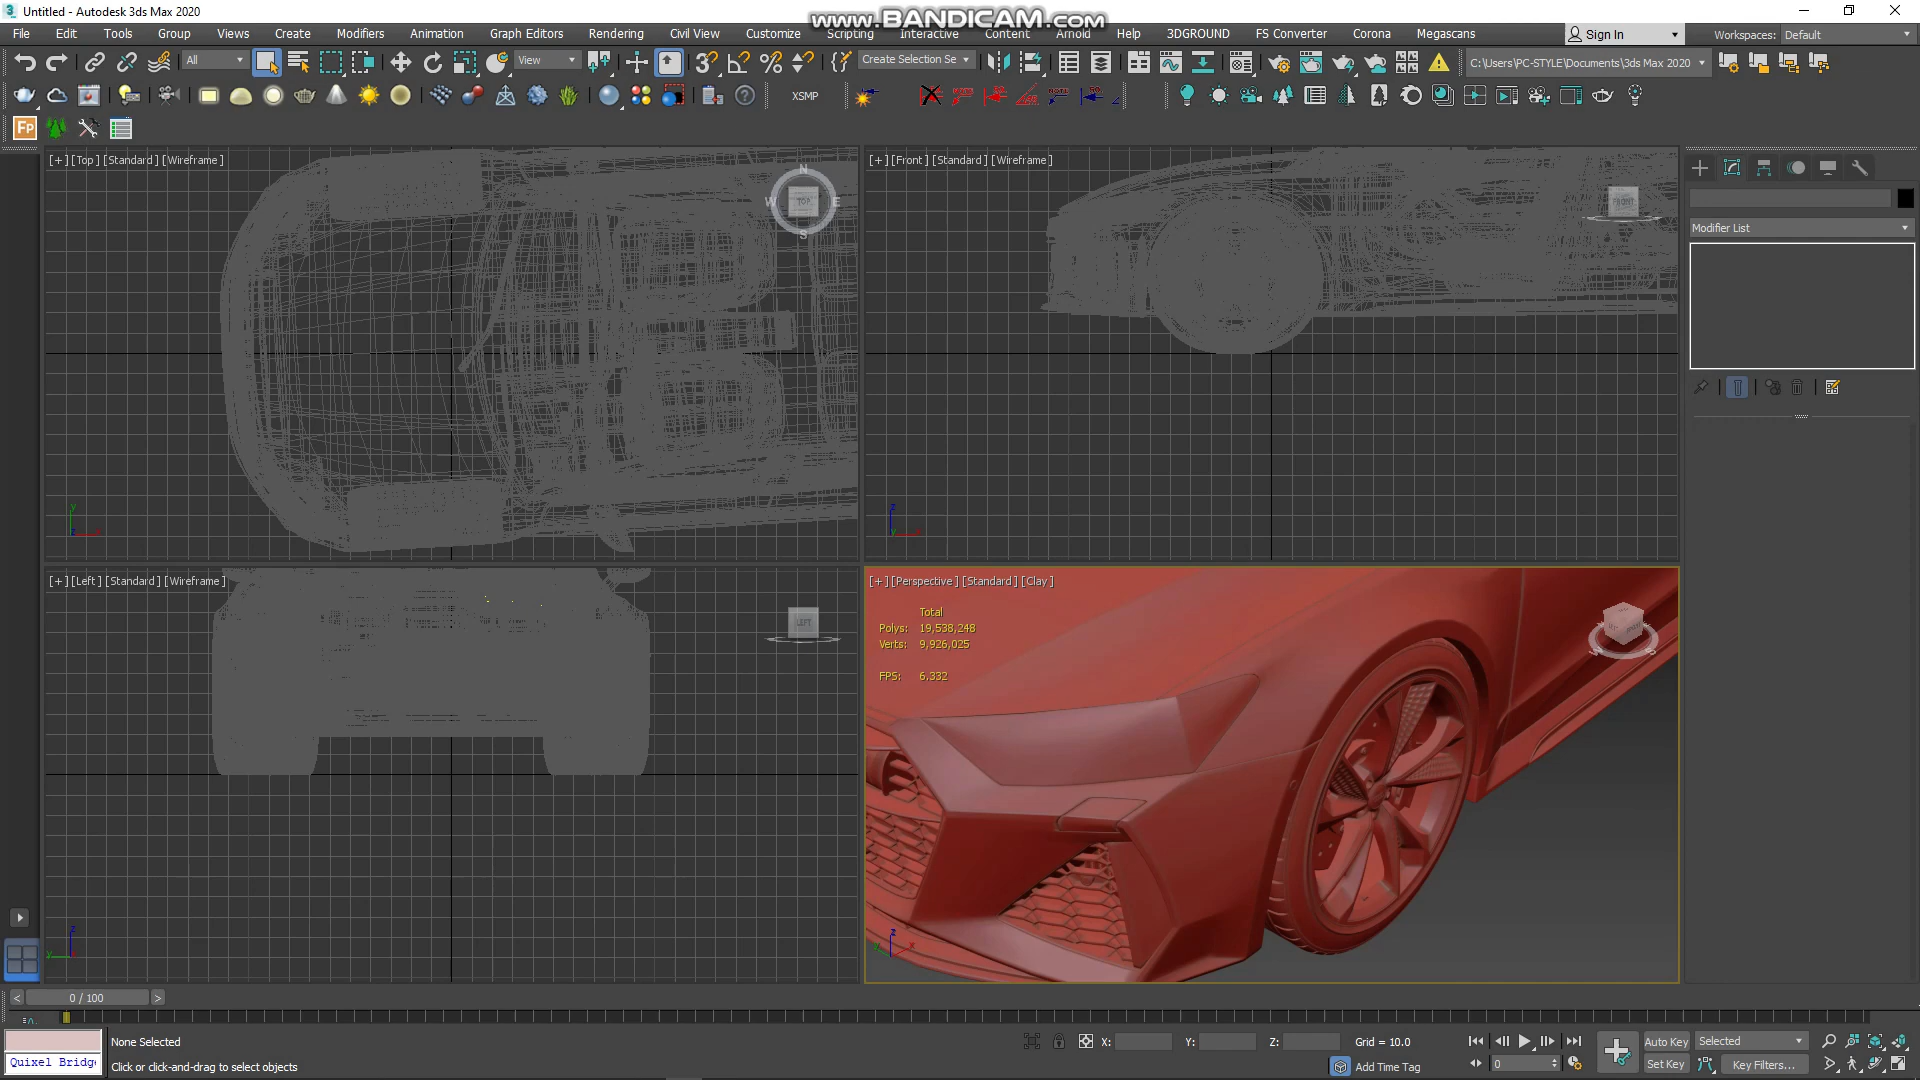 Untitled - Autodesk 3ds Max 2020
www.BANDICAM.com
File Edit Tools Group Views Create Modifiers Animation Graph Editors Rendering Civil View Customize Scripting Interactive Content Arnold Help 3DGROUND FS Converter Corona Megascans
Sign In
Workspaces: Default
All
View
Create Selection Se
C:\Users\PC-STYLE\Documents\3ds Max 2020
XSMP
Fp
[+] [Top] [Standard] [Wireframe]
N
W TOP E
S
[+] [Front] [Standard] [Wireframe]
FRONT
Modifier List
y
z
[+] [Left] [Standard] [Wireframe]
LEFT
[+] [Perspective] [Standard] [Clay]
Total
Polys: 19,538,248
Verts: 9,926,025
FPS: 6.332
z
y
z
y x
< 0 / 100 >
None Selected
Quixel Bridge
Click or click-and-drag to select objects
X:
Y:
Z:
Grid = 10.0
Add Time Tag
0
Auto Key
Selected
Set Key
Key Filters...